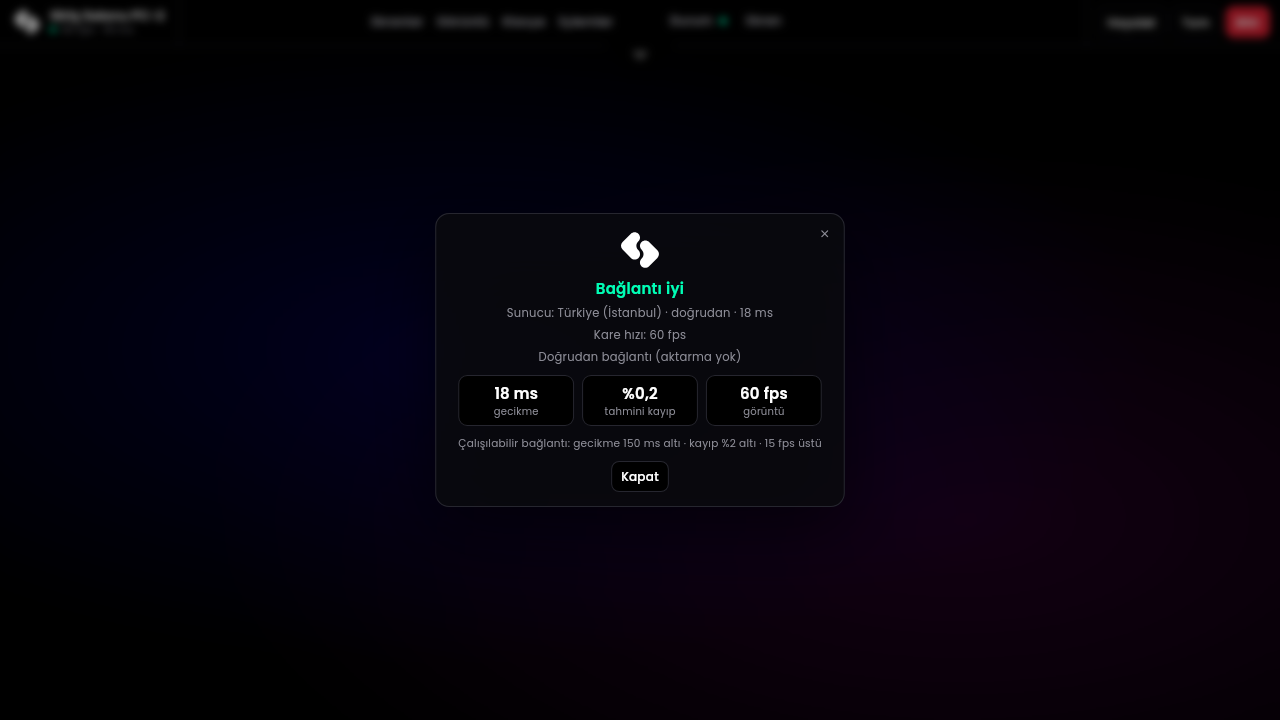 Bağlantı iyi
Sunucu: Türkiye (İstanbul) · doğrudan · 18 ms
Kare hızı: 60 fps
Doğrudan bağlantı (aktarma yok)
18 ms
gecikme
%0,2
tahmini kayıp
60 fps
görüntü
Çalışılabilir bağlantı: gecikme 150 ms altı · kayıp %2 altı · 15 fps üstü
Kapat